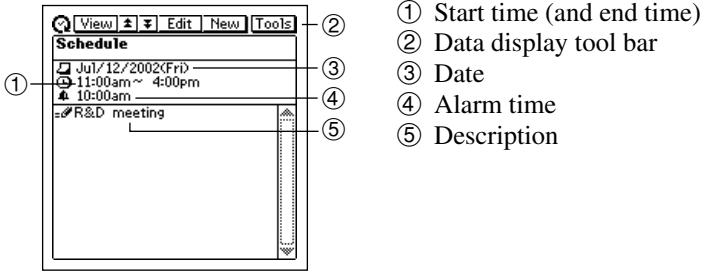 View Edit New Tools
Schedule
Jul/12/2002(Fri)
11:00am~ 4:00pm
10:00am
R&D meeting
①
②
③
④
⑤
① Start time (and end time)
② Data display tool bar
③ Date
④ Alarm time
⑤ Description